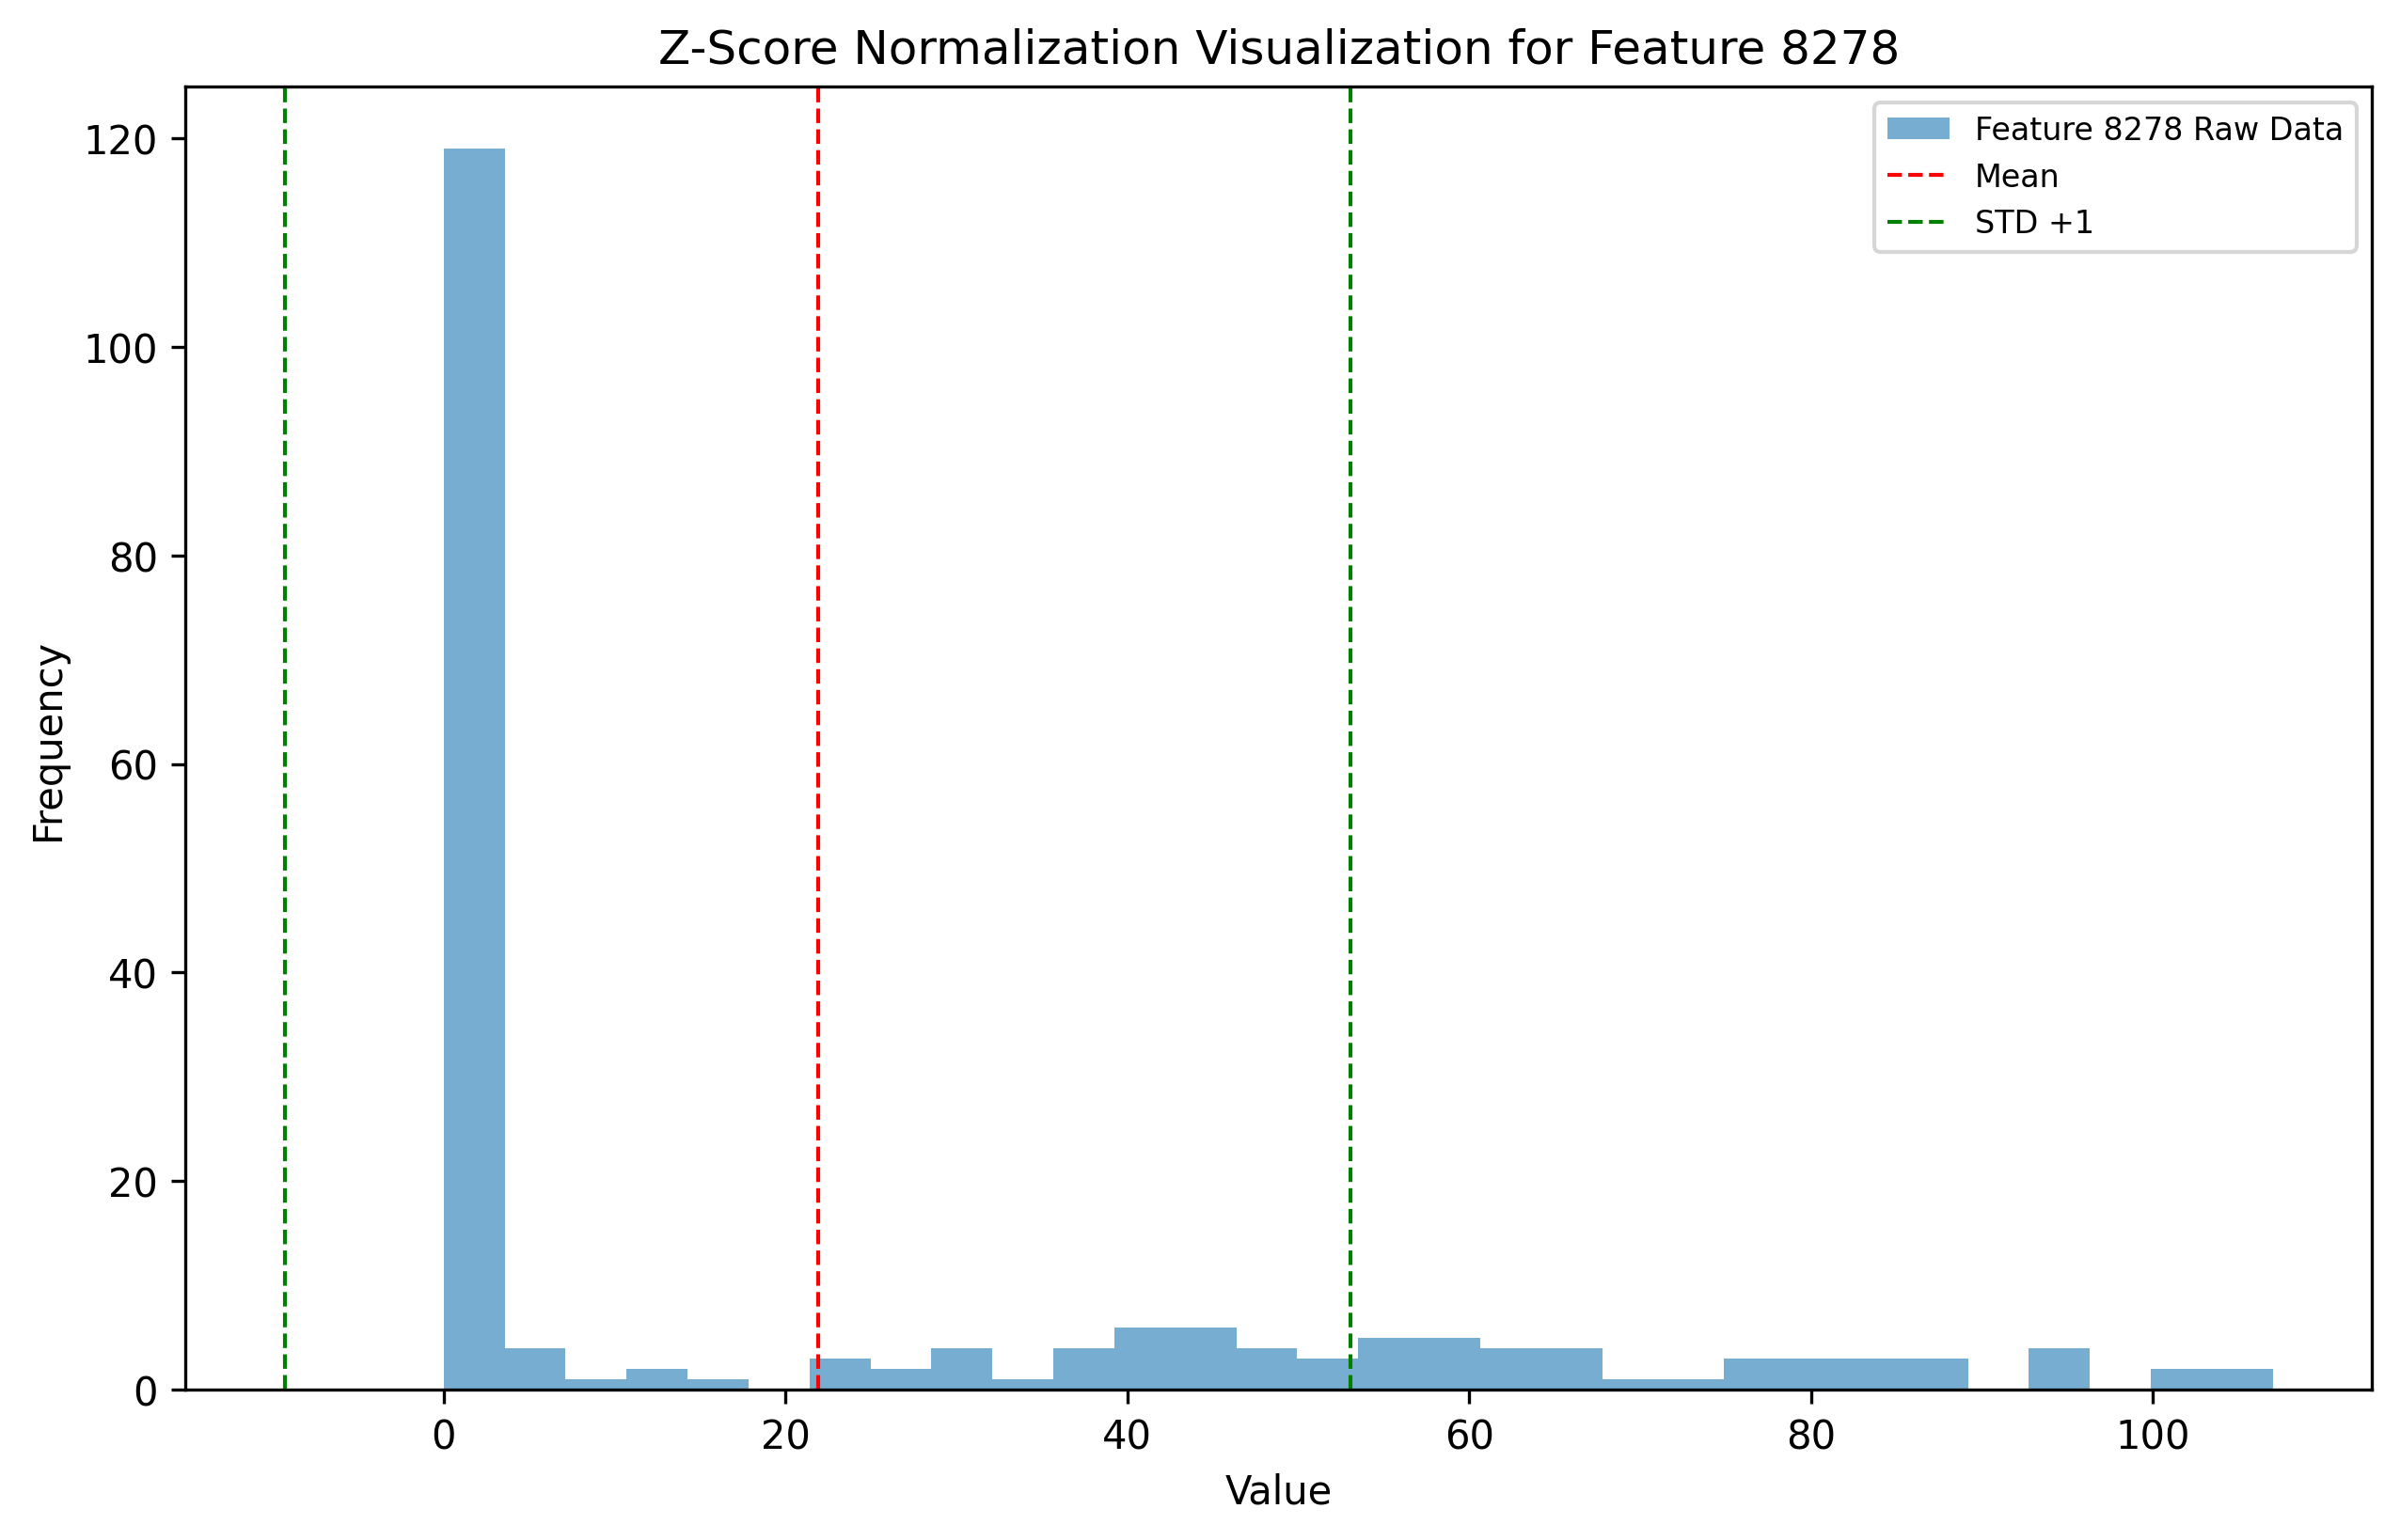 Z-Score Normalization Visualization for Feature 8278
Feature 8278 Raw Data
Mean
STD +1
120
100
80
60
40
20
0
Frequency
0 20 40 60 80 100
Value